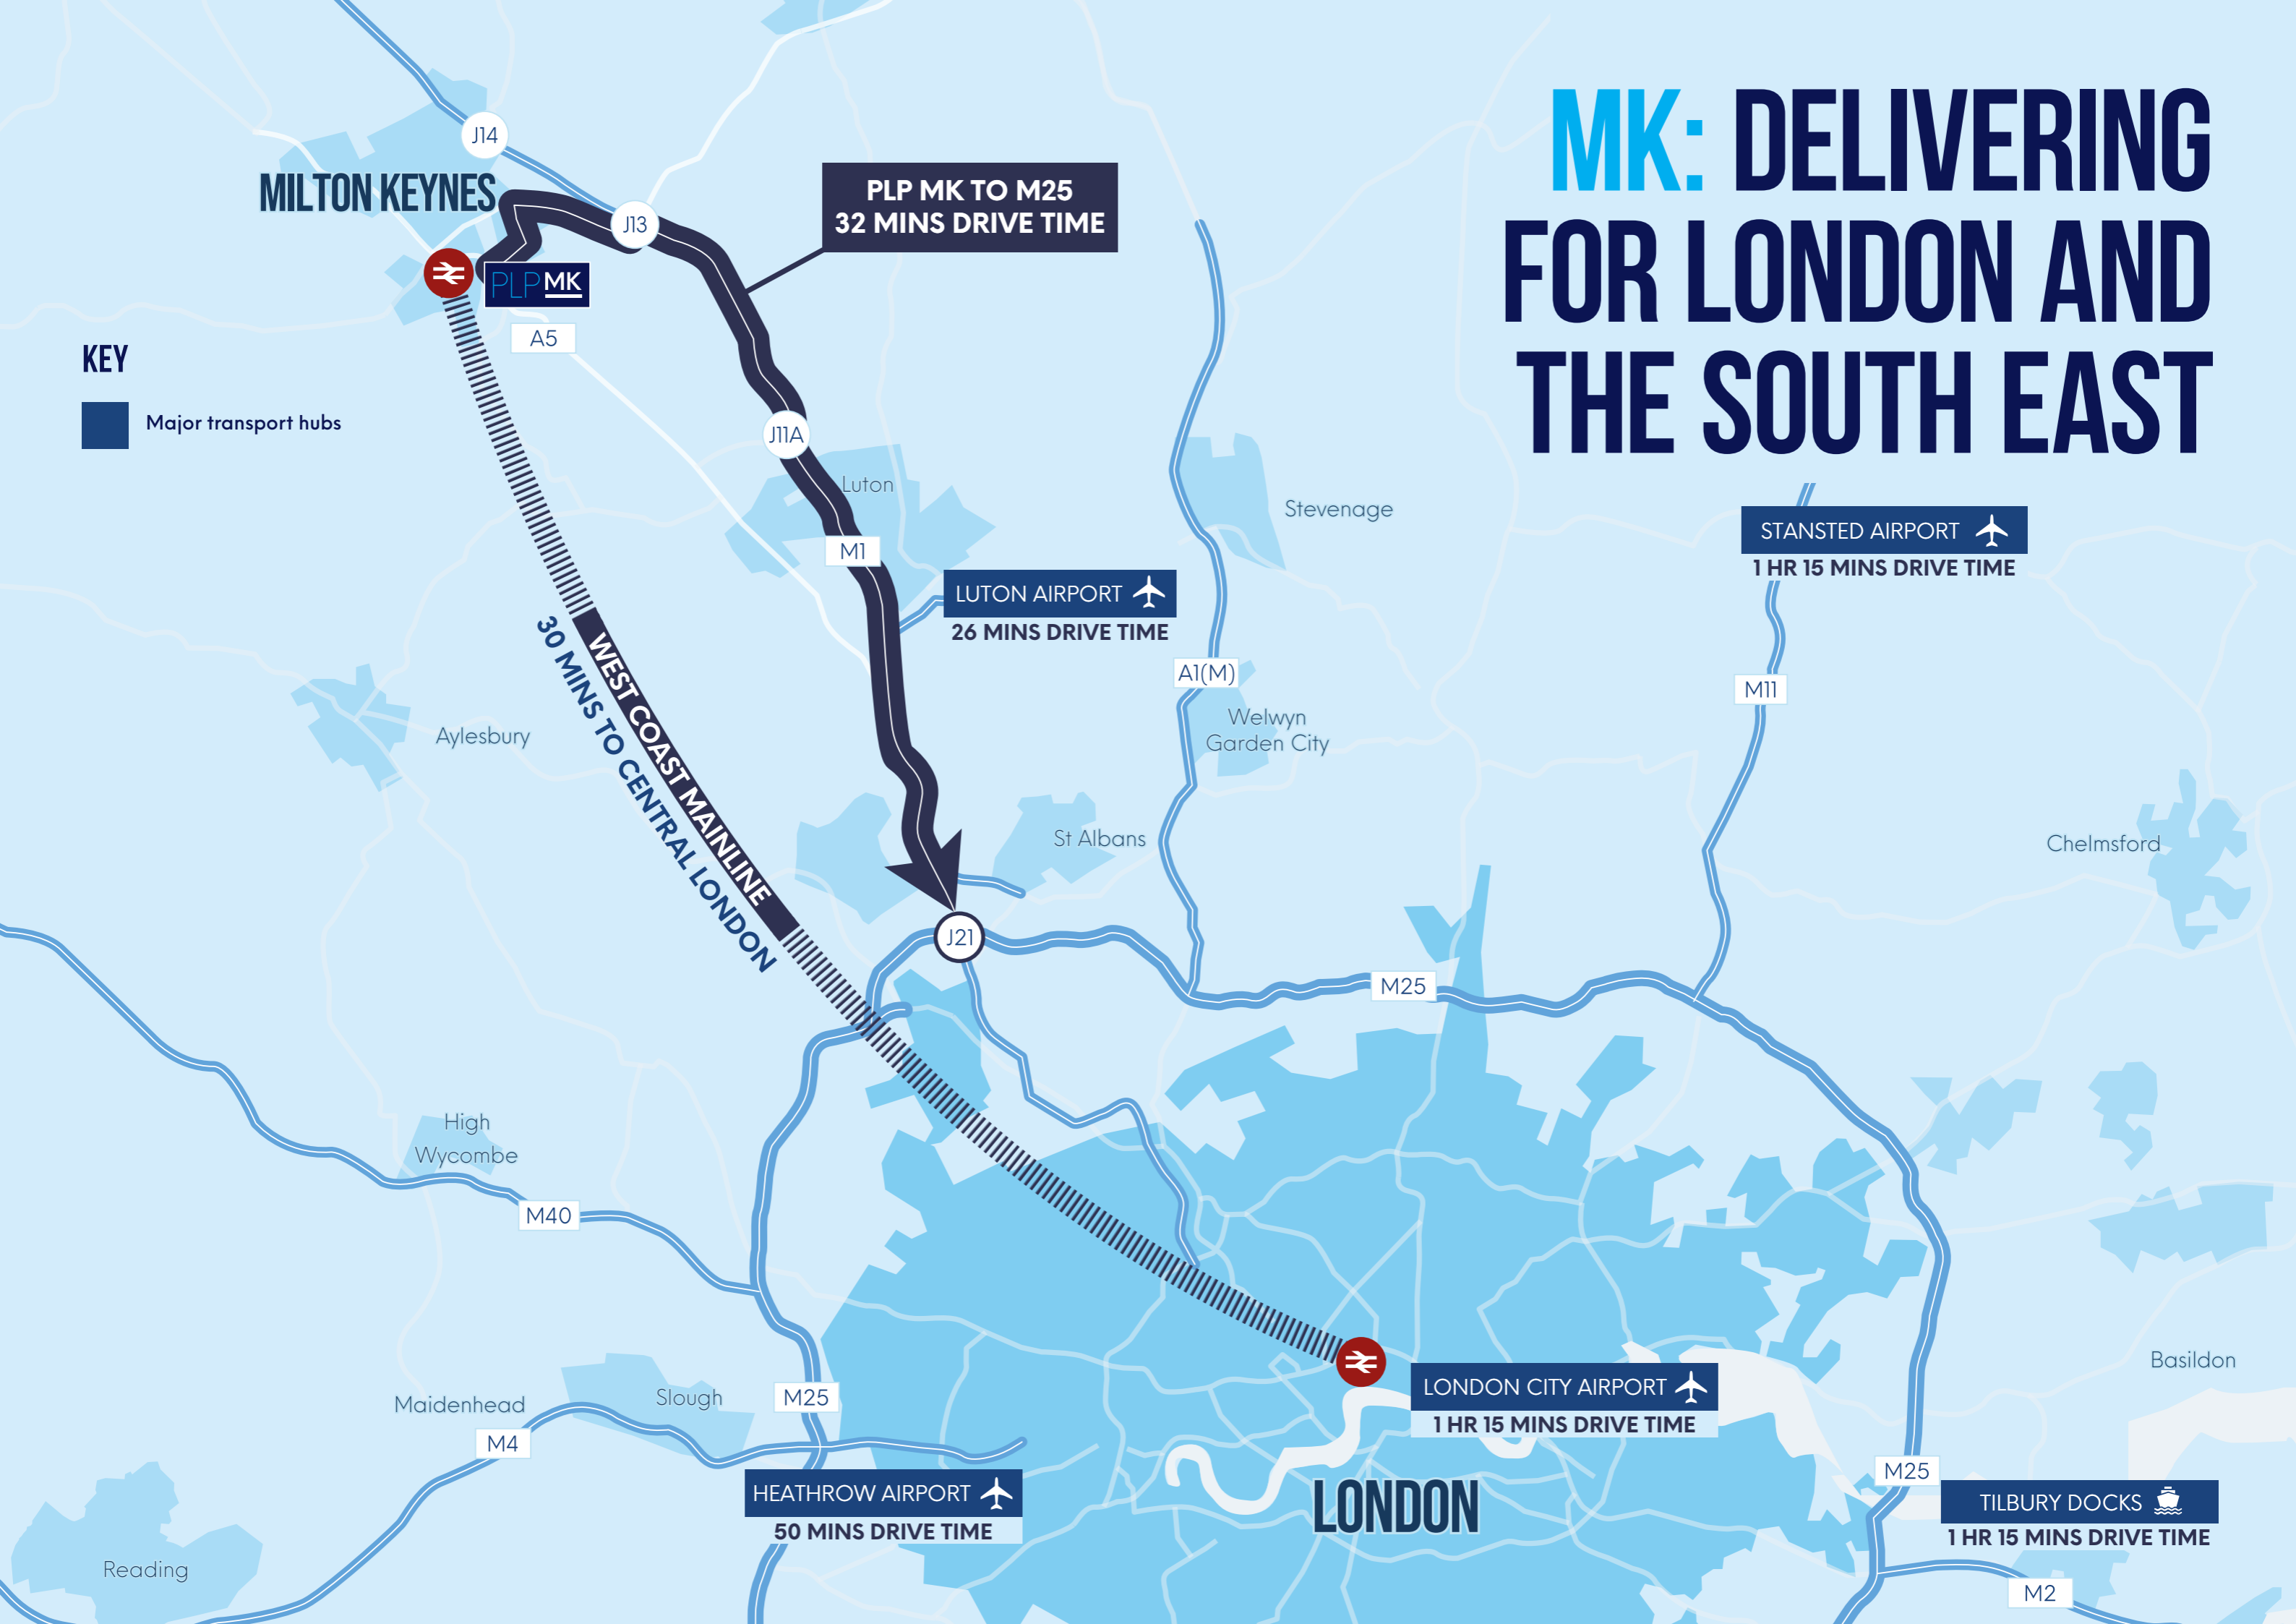 MK: DELIVERING
FOR LONDON AND
THE SOUTH EAST
J14
MILTON KEYNES
J13
PLP MK TO M25
32 MINS DRIVE TIME
PLPMK
A5
KEY
Major transport hubs
J11A
Luton
M1
Stevenage
STANSTED AIRPORT
1 HR 15 MINS DRIVE TIME
LUTON AIRPORT
26 MINS DRIVE TIME
A1(M)
M11
Welwyn
Garden City
WEST COAST MAINLINE
30 MINS TO CENTRAL LONDON
Aylesbury
St Albans
Chelmsford
J21
M25
High
Wycombe
M40
Basildon
Maidenhead
Slough
M25
LONDON CITY AIRPORT
1 HR 15 MINS DRIVE TIME
M4
M25
HEATHROW AIRPORT
50 MINS DRIVE TIME
LONDON
TILBURY DOCKS
1 HR 15 MINS DRIVE TIME
Reading
M2